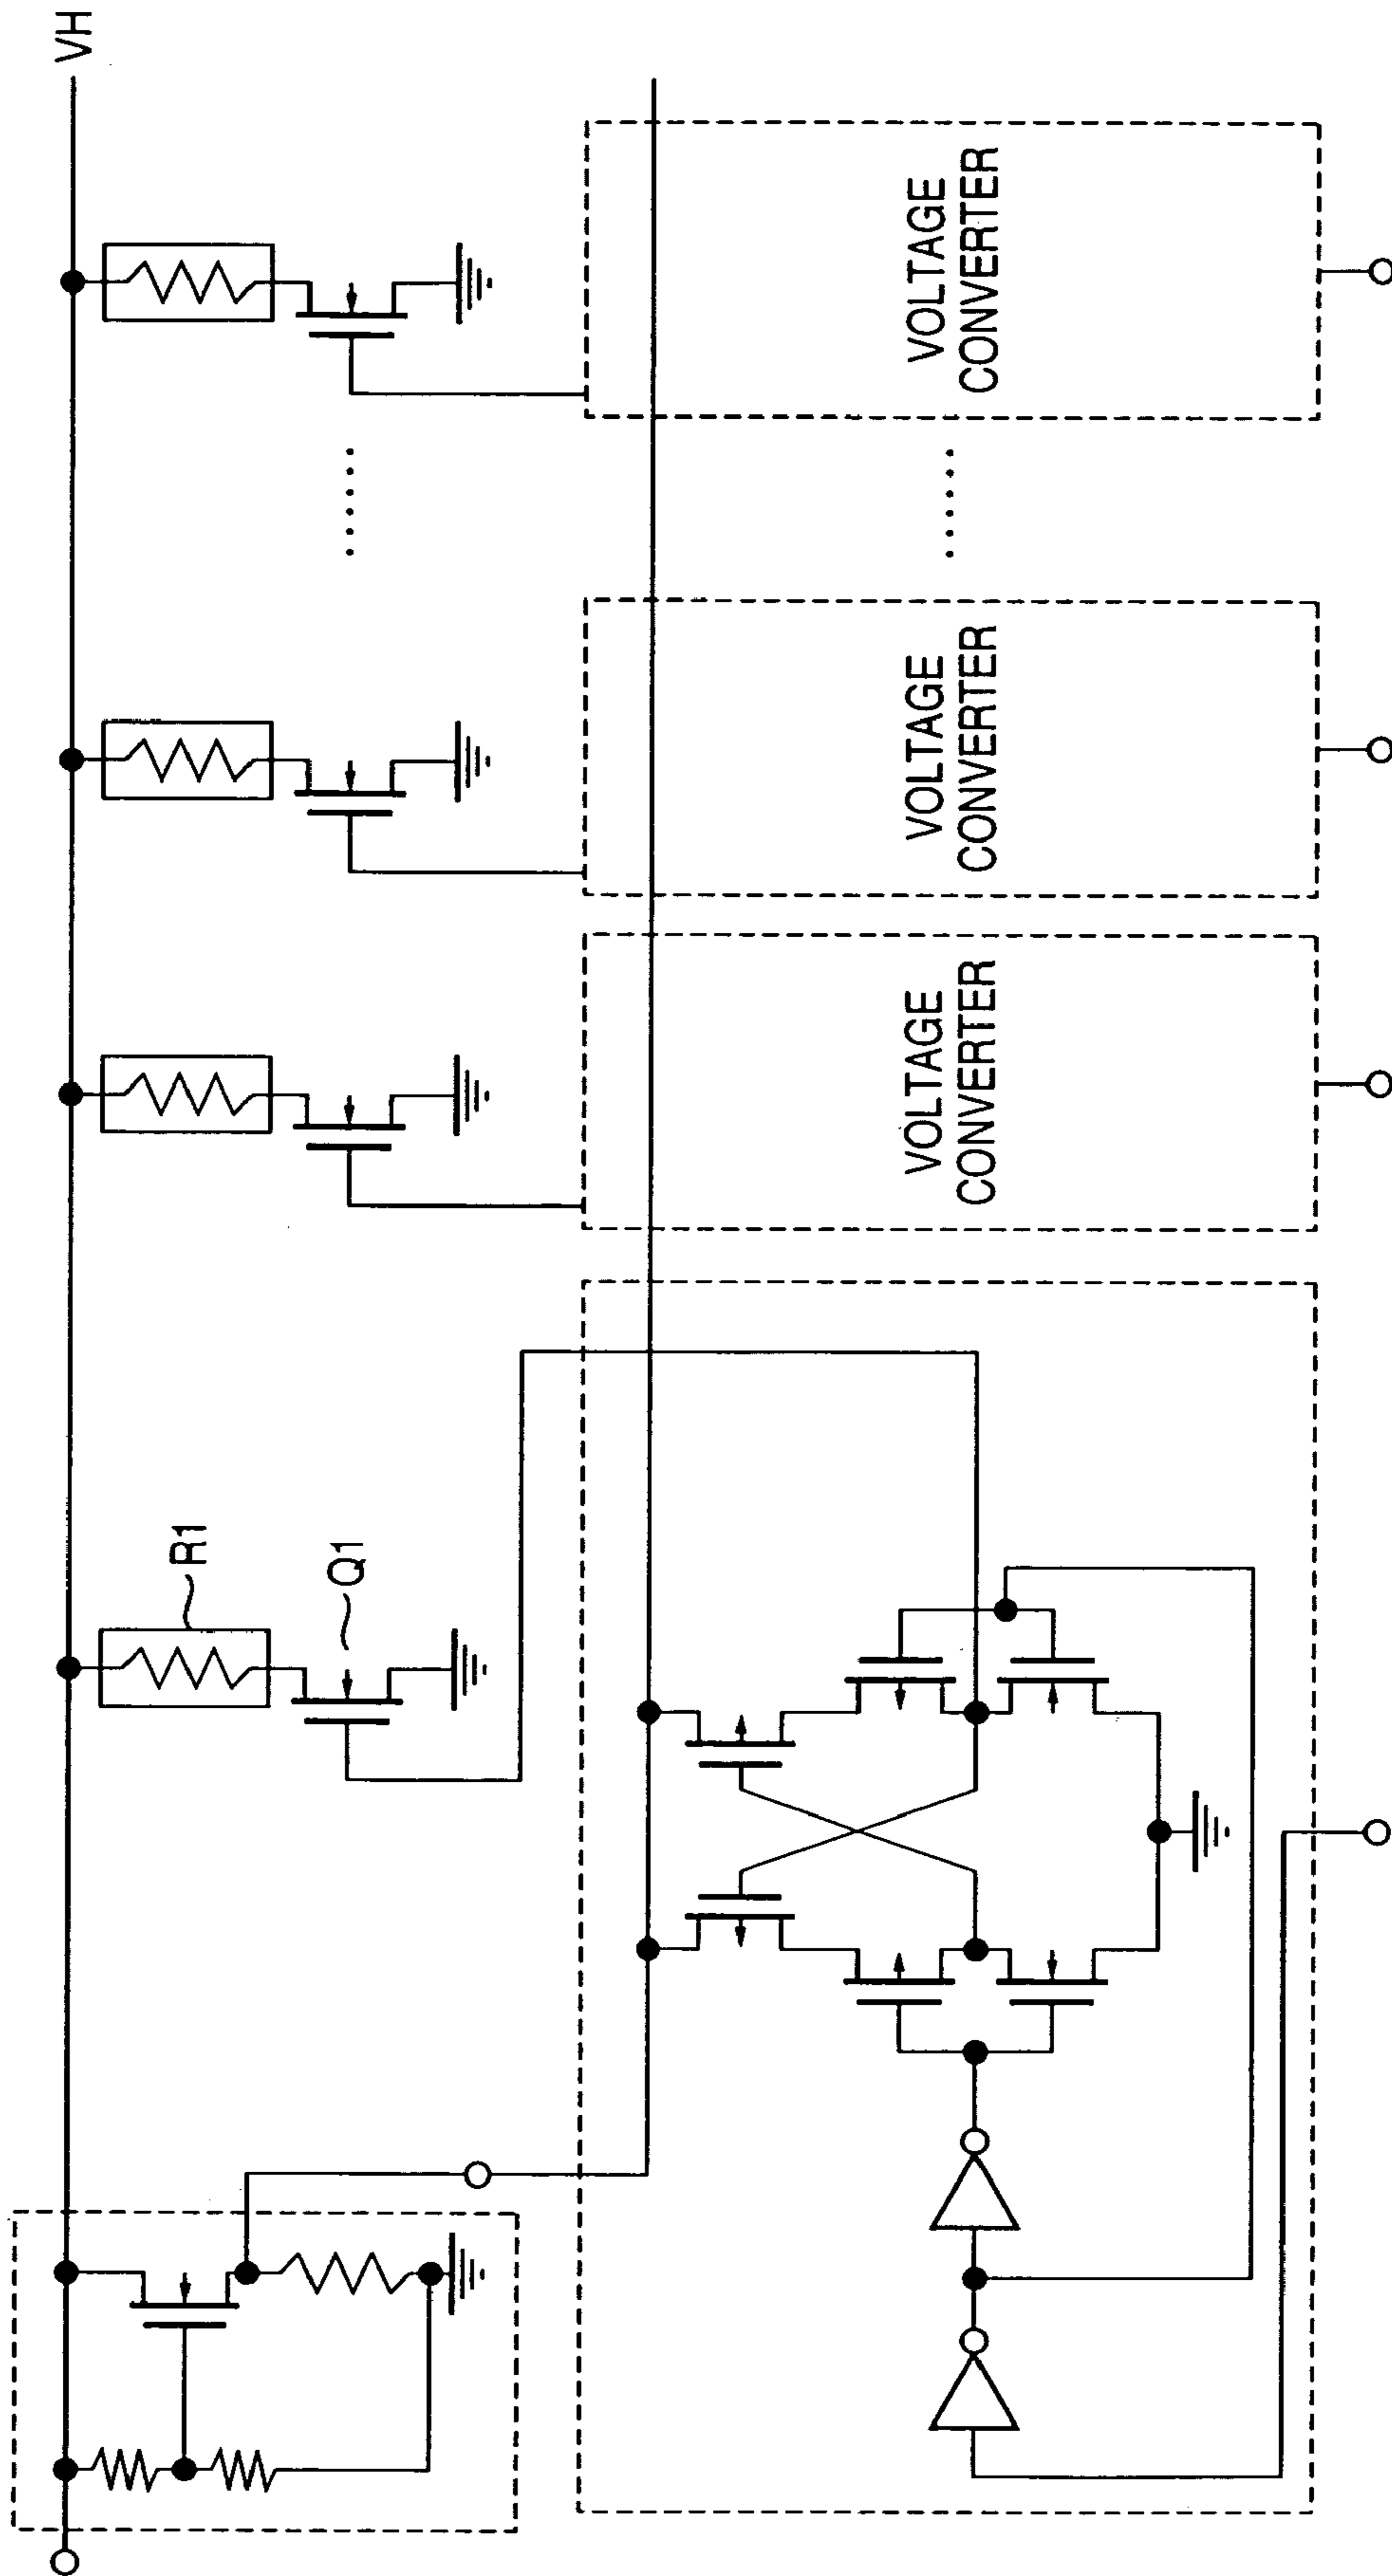 VH
R1
Q1
VOLTAGE
CONVERTER
VOLTAGE
CONVERTER
VOLTAGE
CONVERTER